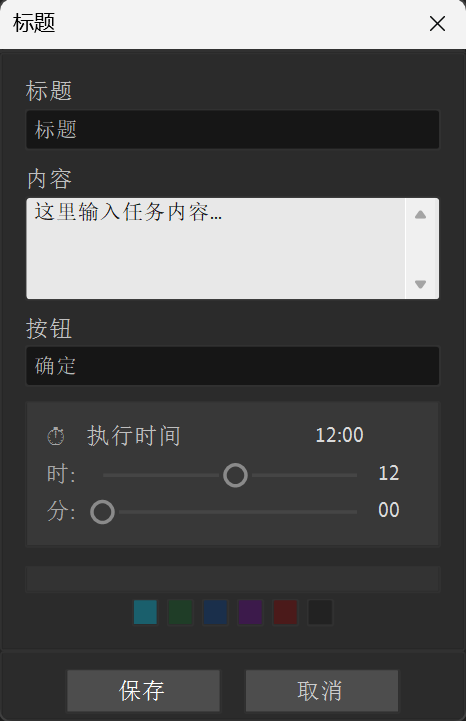 标题
标题
标题
内容
这里输入任务内容...
按钮
确定
执行时间 12:00
时: 12
分: 00
保存 取消